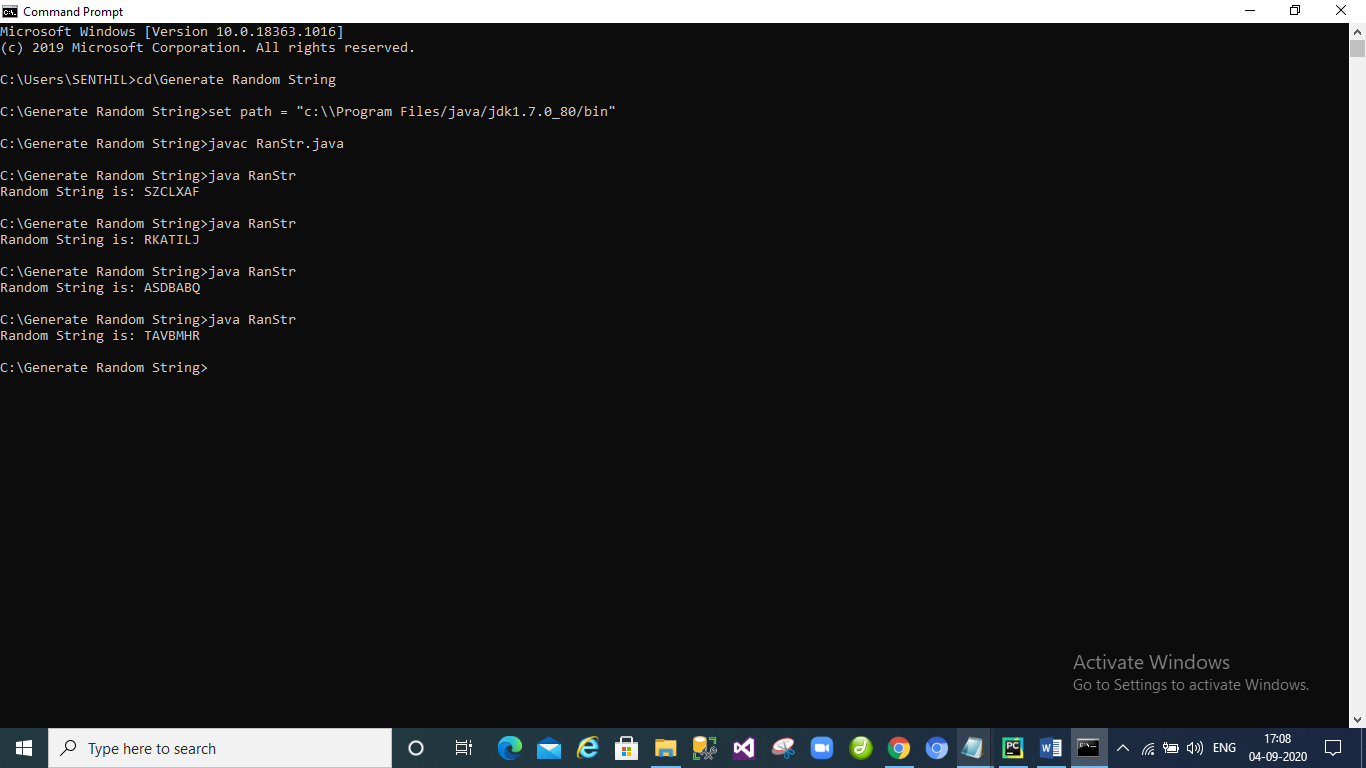 Command Prompt
Microsoft Windows [Version 10.0.18363.1016]
(c) 2019 Microsoft Corporation. All rights reserved.
C:\Users\SENTHIL>cd\Generate Random String
C:\Generate Random String>set path = "c:\\Program Files/java/jdk1.7.0_80/bin"
C:\Generate Random String>javac RanStr.java
C:\Generate Random String>java RanStr
Random String is: SZCLXAF
C:\Generate Random String>java RanStr
Random String is: RKATILJ
C:\Generate Random String>java RanStr
Random String is: ASDBABQ
C:\Generate Random String>java RanStr
Random String is: TAVBMHR
C:\Generate Random String>
Activate Windows
Go to Settings to activate Windows.
Type here to search
ENG
17:08
04-09-2020